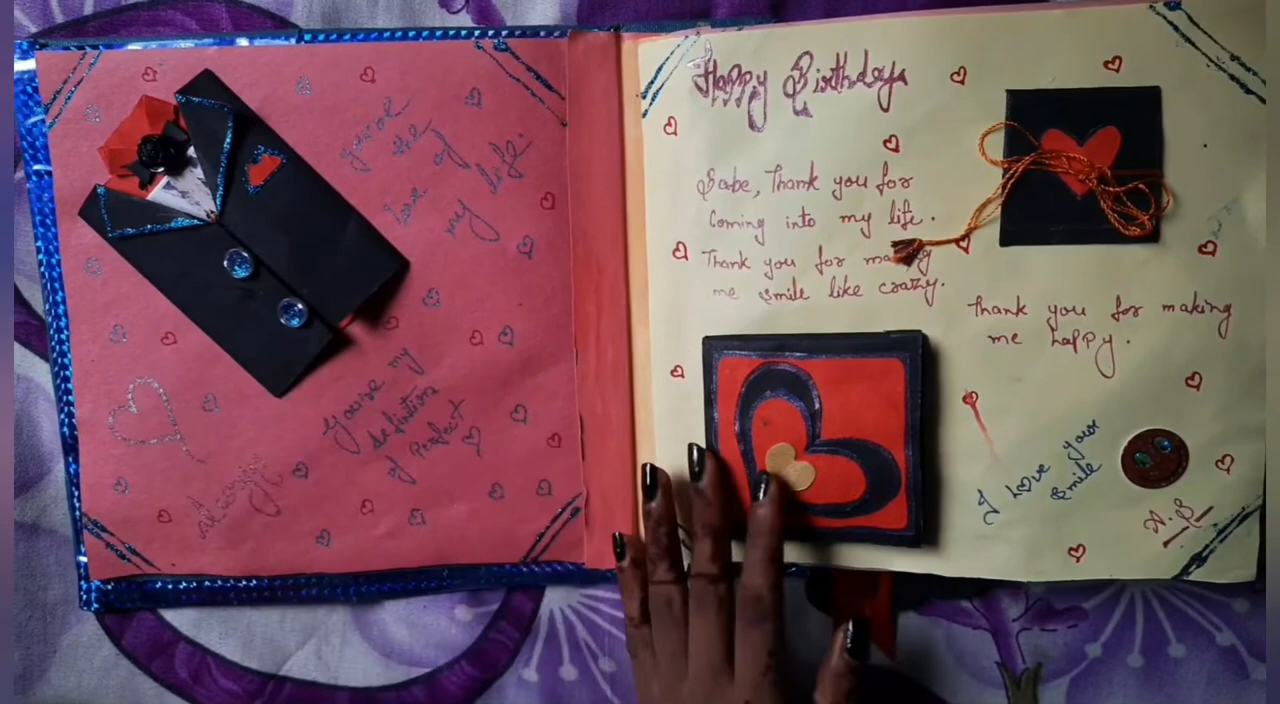 you're
the
love of
my life.
you're my
definition
of Perfect
always
Happy Birthday
Babe, Thank you for
Coming into my life.
Thank you for making
me smile like crazy.
Thank you for making
me happy.
I Love your
Smile
A.S